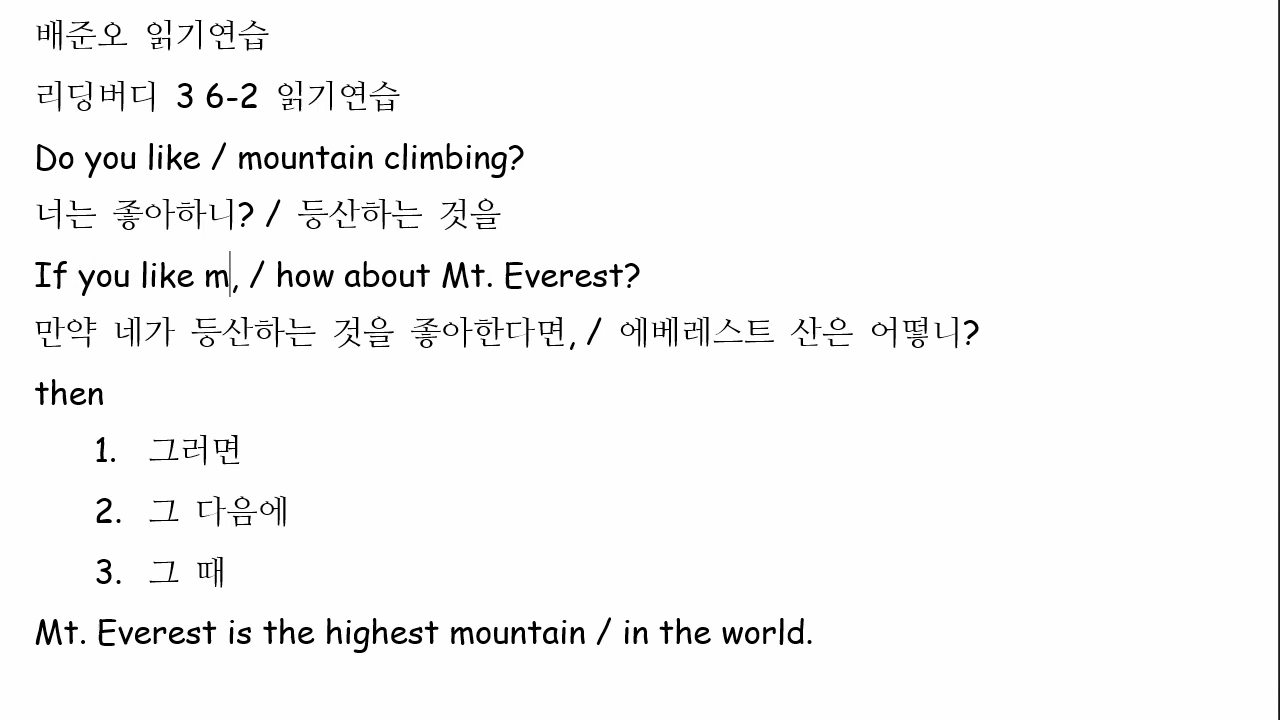 배준오 읽기연습
리딩버디 3 6-2 읽기연습
Do you like / mountain climbing?
너는 좋아하니? / 등산하는 것을
If you like m, / how about Mt. Everest?
만약 네가 등산하는 것을 좋아한다면, / 에베레스트 산은 어떻니?
then
1. 그러면
2. 그 다음에
3. 그 때
Mt. Everest is the highest mountain / in the world.